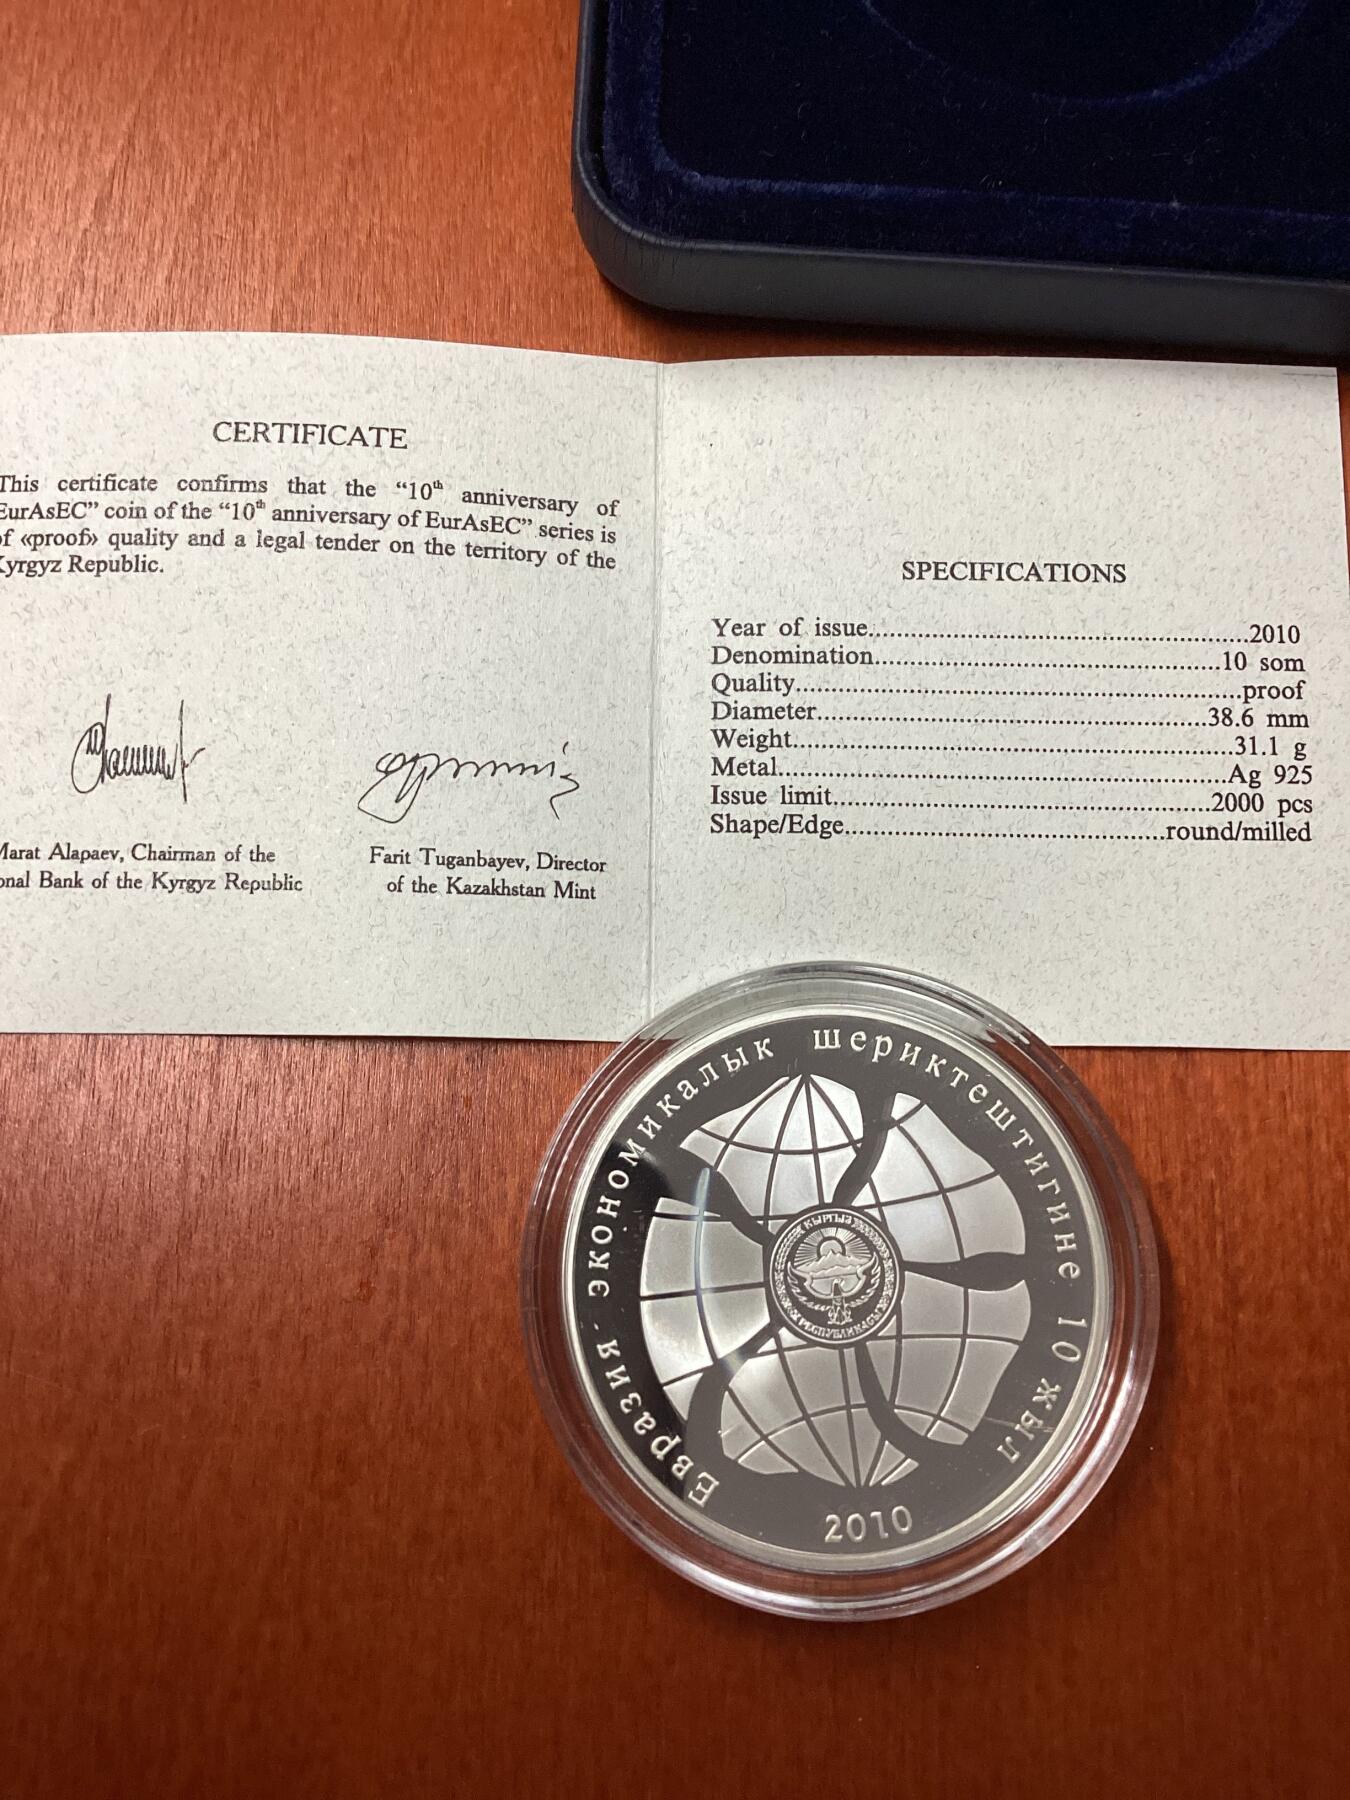 CERTIFICATE
This certificate confirms that the “10th anniversary of
EurAsEC” coin of the “10th anniversary of EurAsEC” series is
of «proof» quality and a legal tender on the territory of the
Kyrgyz Republic.
Marat Alapaev, Chairman of the
onal Bank of the Kyrgyz Republic
Farit Tuganbayev, Director
of the Kazakhstan Mint
SPECIFICATIONS
Year of issue..............................................2010
Denomination..........................................10 som
Quality.......................................................proof
Diameter................................................38.6 mm
Weight......................................................31.1 g
Metal.......................................................Ag 925
Issue limit..............................................2000 pcs
Shape/Edge.....................................round/milled
Евразия экономикалык шериктештигине 10 жыл
КЫРГЫЗ
РЕСПУБЛИКАСЫ
2010